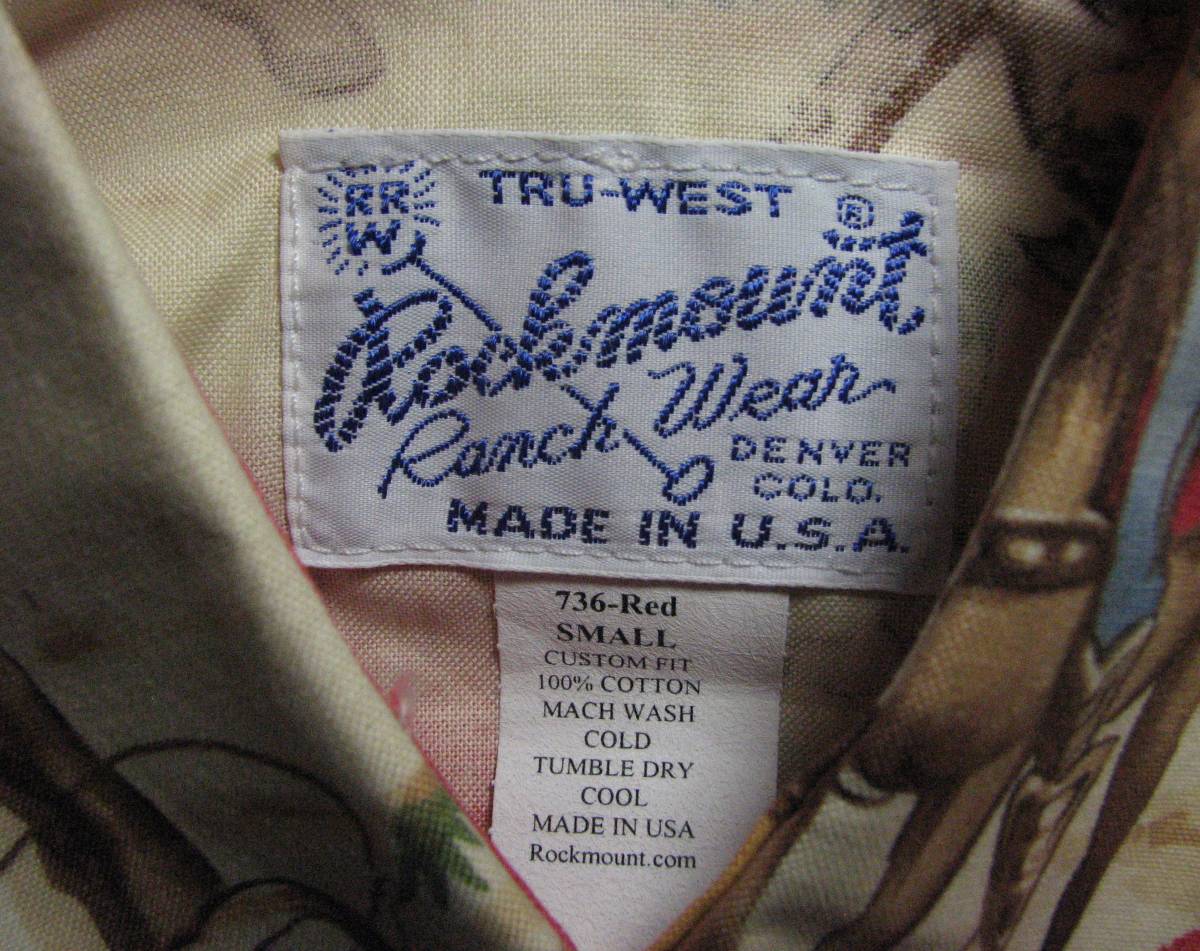 RR
W
TRU-WEST ®
Rockmount
Ranch Wear
DENVER
COLO.
MADE IN U.S.A.
736-Red
SMALL
CUSTOM FIT
100% COTTON
MACH WASH
COLD
TUMBLE DRY
COOL
MADE IN USA
Rockmount.com